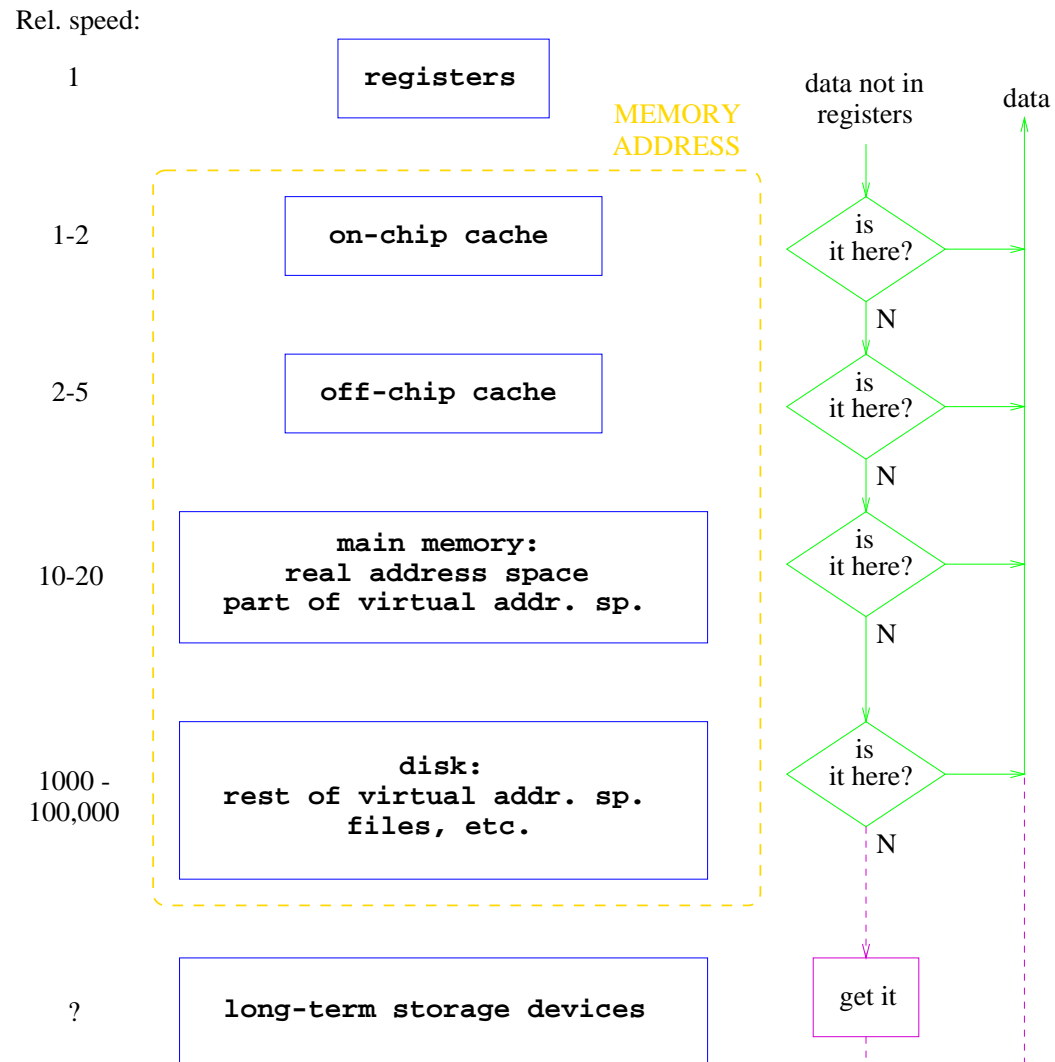 Rel. speed:
1
registers
data not in
registers
data
MEMORY
ADDRESS
1-2
on-chip cache
is
it here?
N
2-5
off-chip cache
is
it here?
N
10-20
main memory:
real address space
part of virtual addr. sp.
is
it here?
N
1000 -
100,000
disk:
rest of virtual addr. sp.
files, etc.
is
it here?
N
?
long-term storage devices
get it